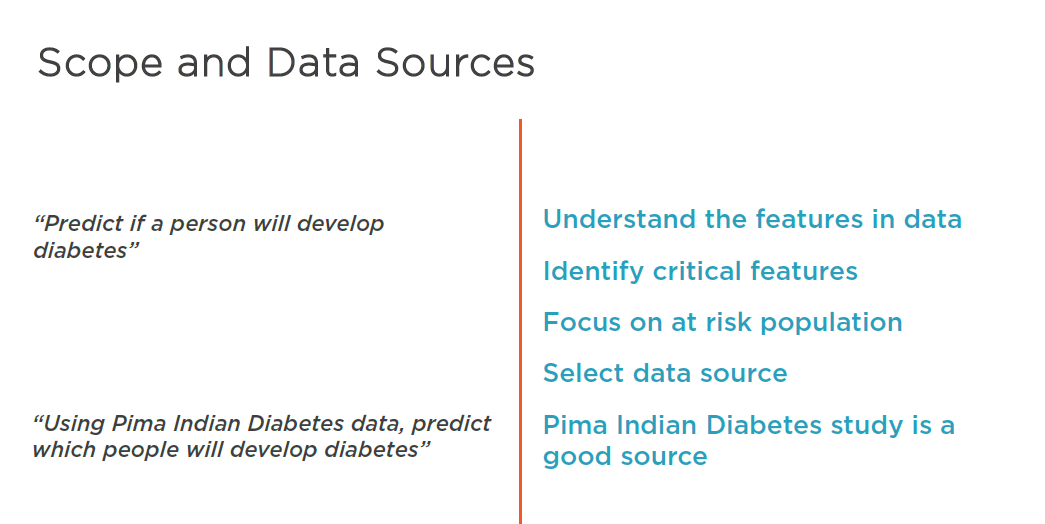 Scope and Data Sources
“Predict if a person will develop
diabetes”
“Using Pima Indian Diabetes data, predict
which people will develop diabetes”
Understand the features in data
Identify critical features
Focus on at risk population
Select data source
Pima Indian Diabetes study is a
good source